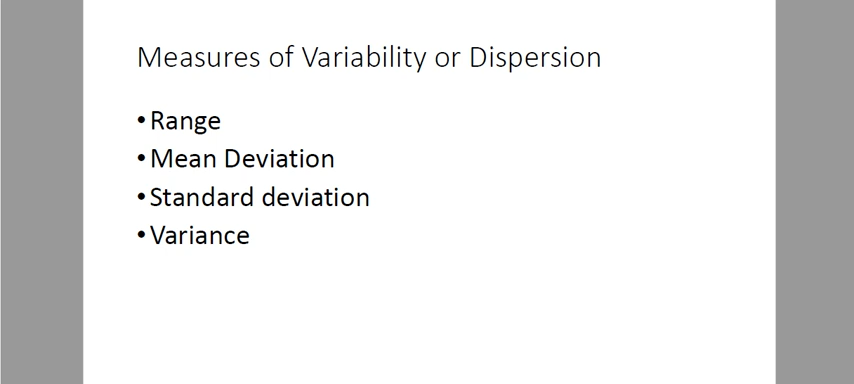 Measures of Variability or Dispersion
•Range
•Mean Deviation
•Standard deviation
•Variance